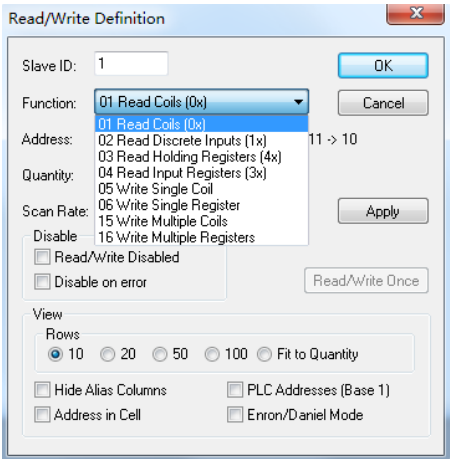 Read/Write Definition
Slave ID: 1
OK
Function: 01 Read Coils (0x)
Cancel
01 Read Coils (0x)
02 Read Discrete Inputs (1x)
Address: 11 -> 10
03 Read Holding Registers (4x)
04 Read Input Registers (3x)
Quantity:
05 Write Single Coil
06 Write Single Register
Scan Rate:
Apply
15 Write Multiple Coils
16 Write Multiple Registers
Disable
Read/Write Disabled
Disable on error
Read/Write Once
View
Rows
10 20 50 100 Fit to Quantity
Hide Alias Columns PLC Addresses (Base 1)
Address in Cell Enron/Daniel Mode